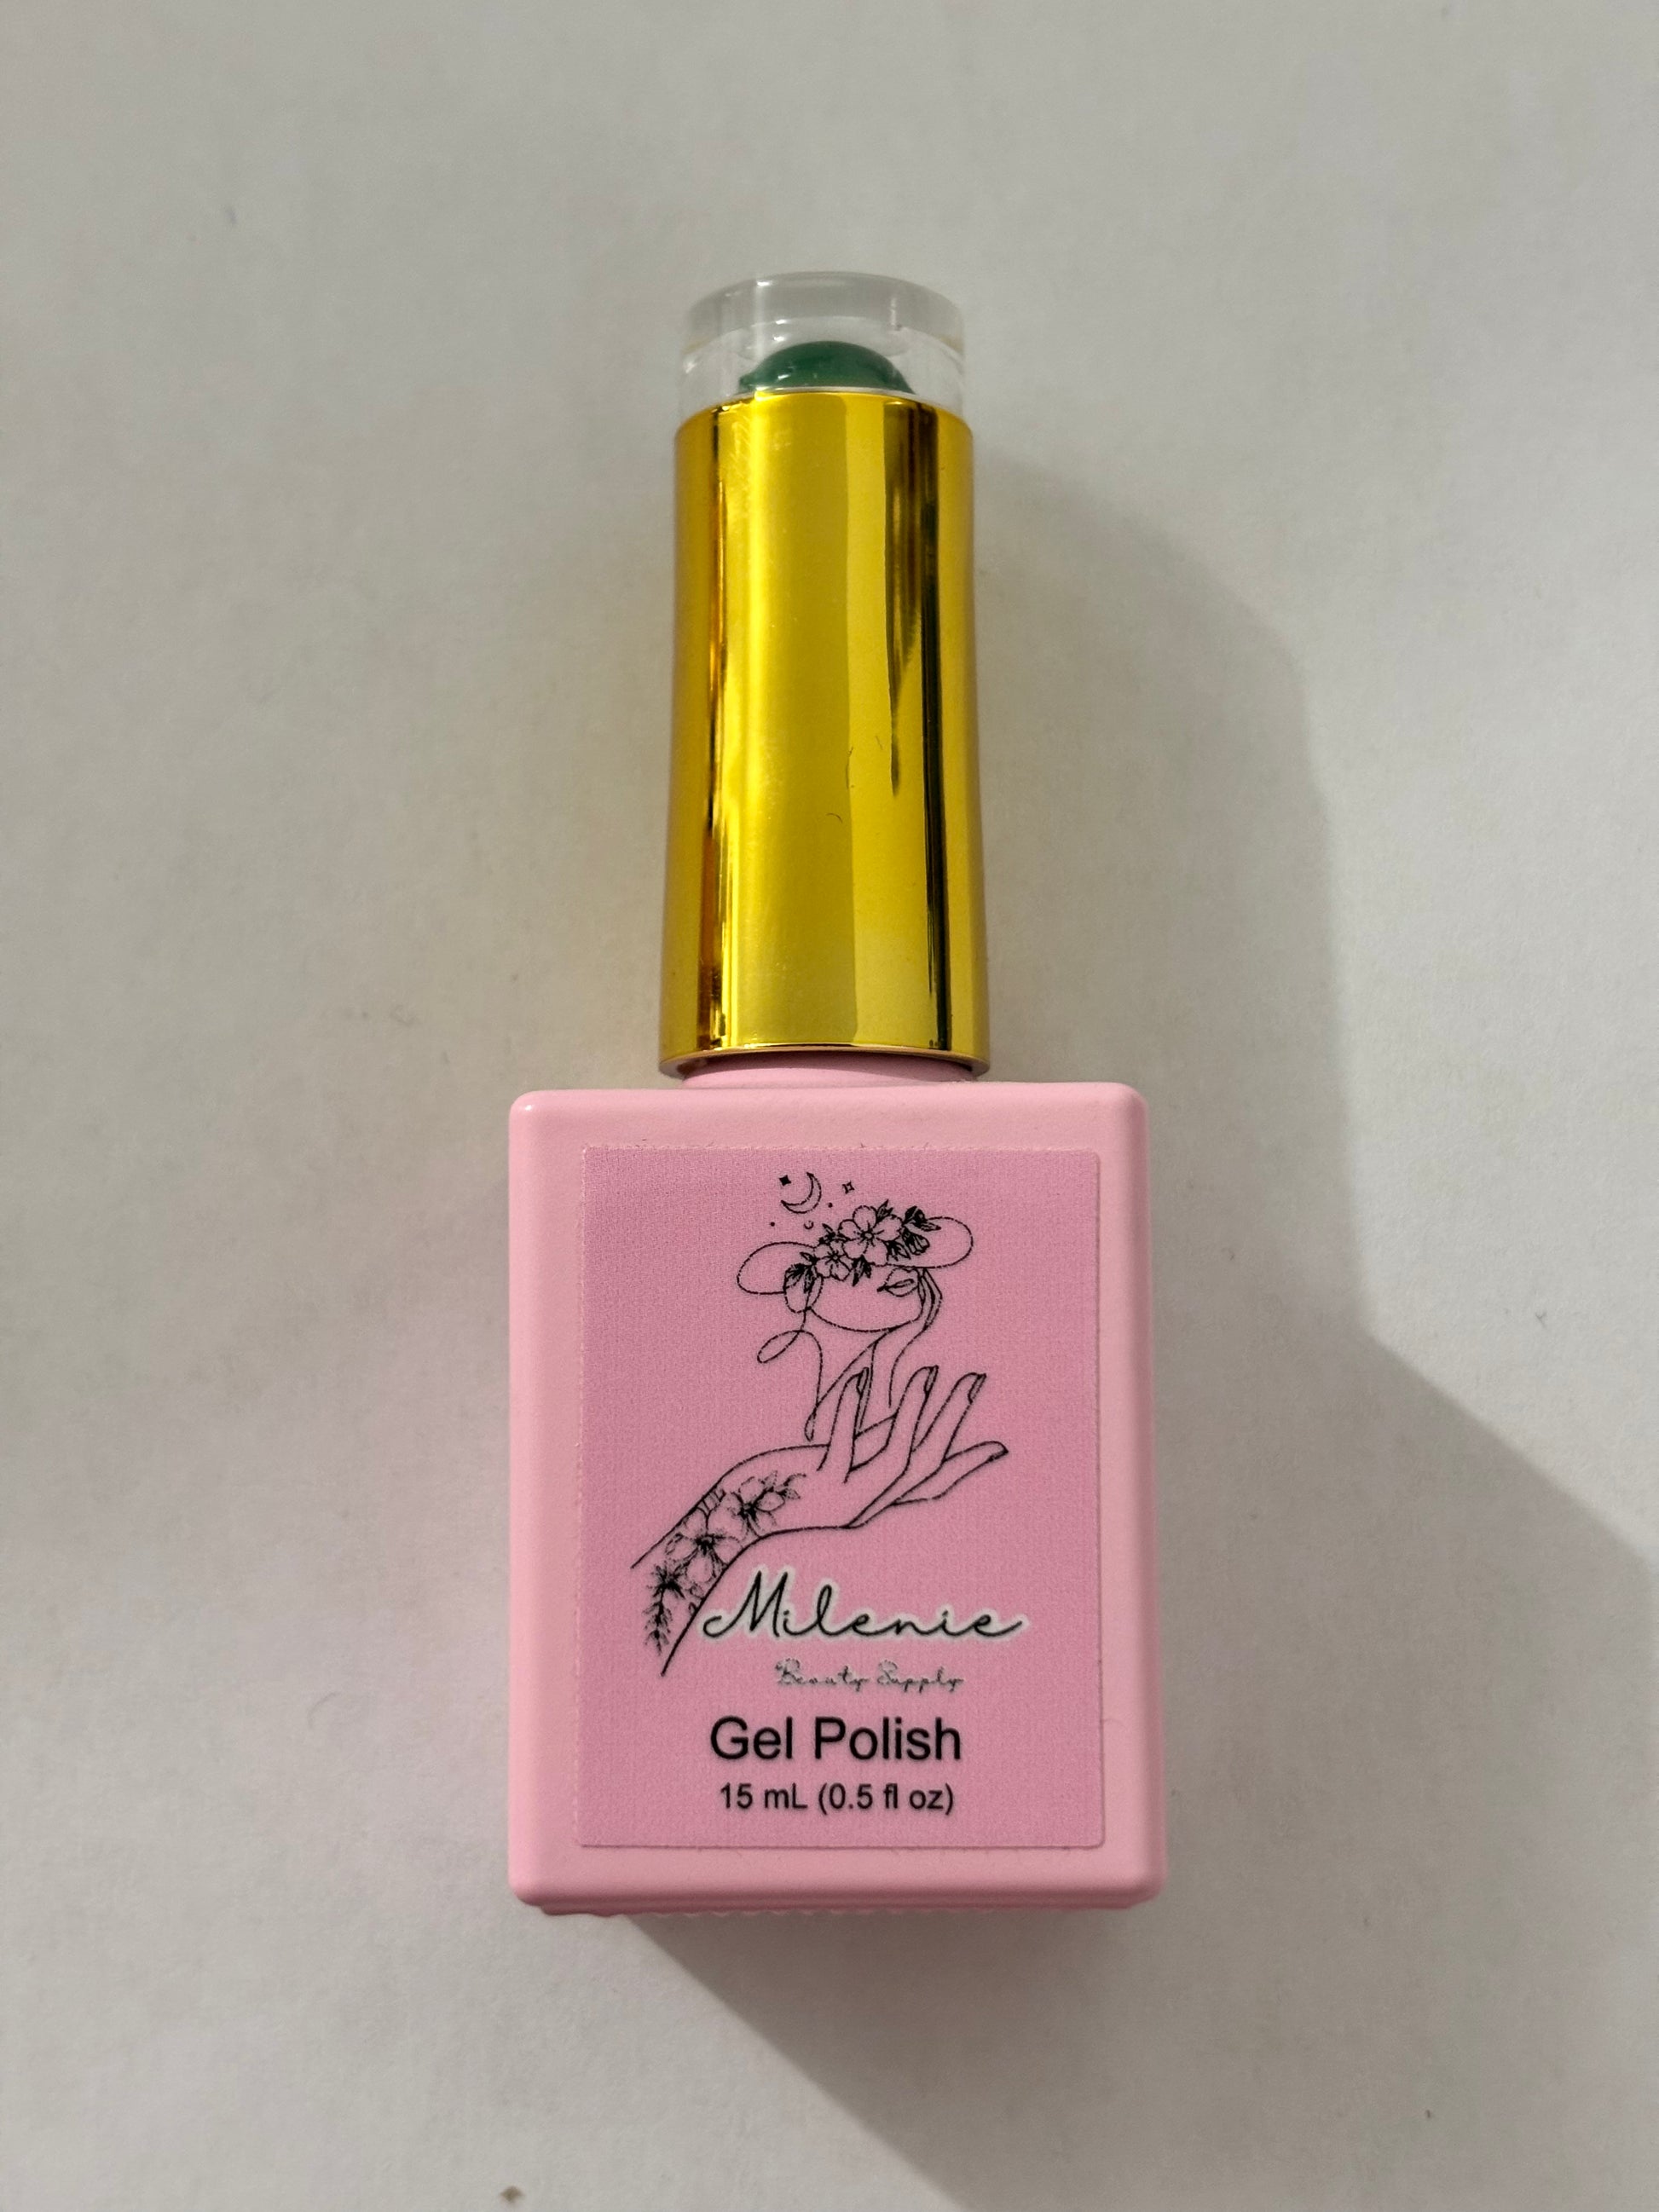 Milenie
Beauty Supply
Gel Polish
15 mL (0.5 fl oz)